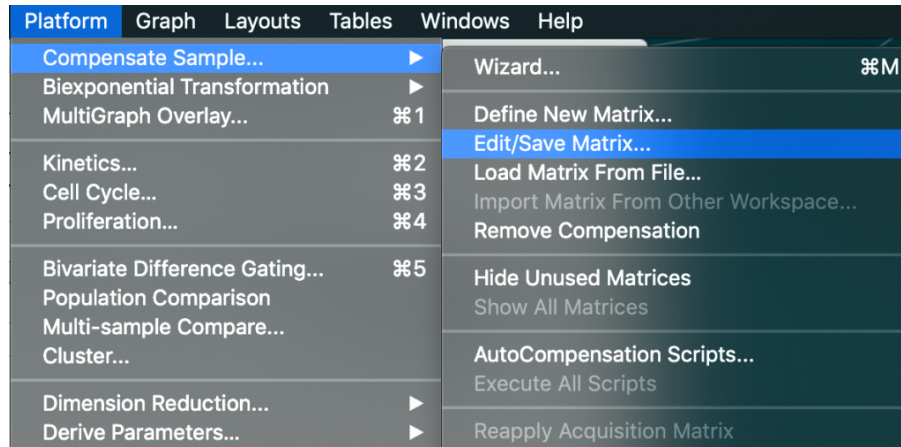 Platform Graph Layouts Tables Windows Help
Compensate Sample... ▶
Biexponential Transformation ▶
MultiGraph Overlay... ⌘1
Kinetics... ⌘2
Cell Cycle... ⌘3
Proliferation... ⌘4
Bivariate Difference Gating... ⌘5
Population Comparison
Multi-sample Compare...
Cluster...
Dimension Reduction... ▶
Derive Parameters... ▶
Wizard... ⌘M
Define New Matrix...
Edit/Save Matrix...
Load Matrix From File...
Import Matrix From Other Workspace...
Remove Compensation
Hide Unused Matrices
Show All Matrices
AutoCompensation Scripts...
Execute All Scripts
Reapply Acquisition Matrix